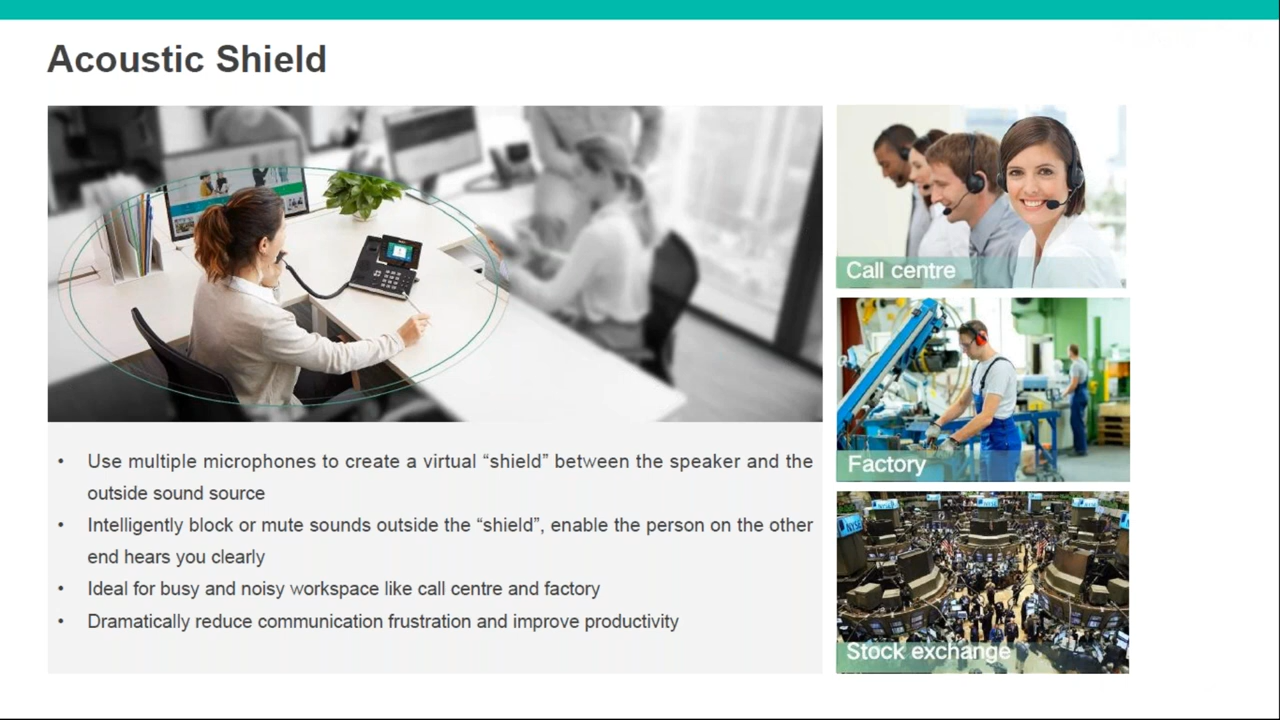 Acoustic Shield
• Use multiple microphones to create a virtual “shield” between the speaker and the
outside sound source
• Intelligently block or mute sounds outside the “shield”, enable the person on the other
end hears you clearly
• Ideal for busy and noisy workspace like call centre and factory
• Dramatically reduce communication frustration and improve productivity
Call centre
Factory
NYSE
Stock exchange